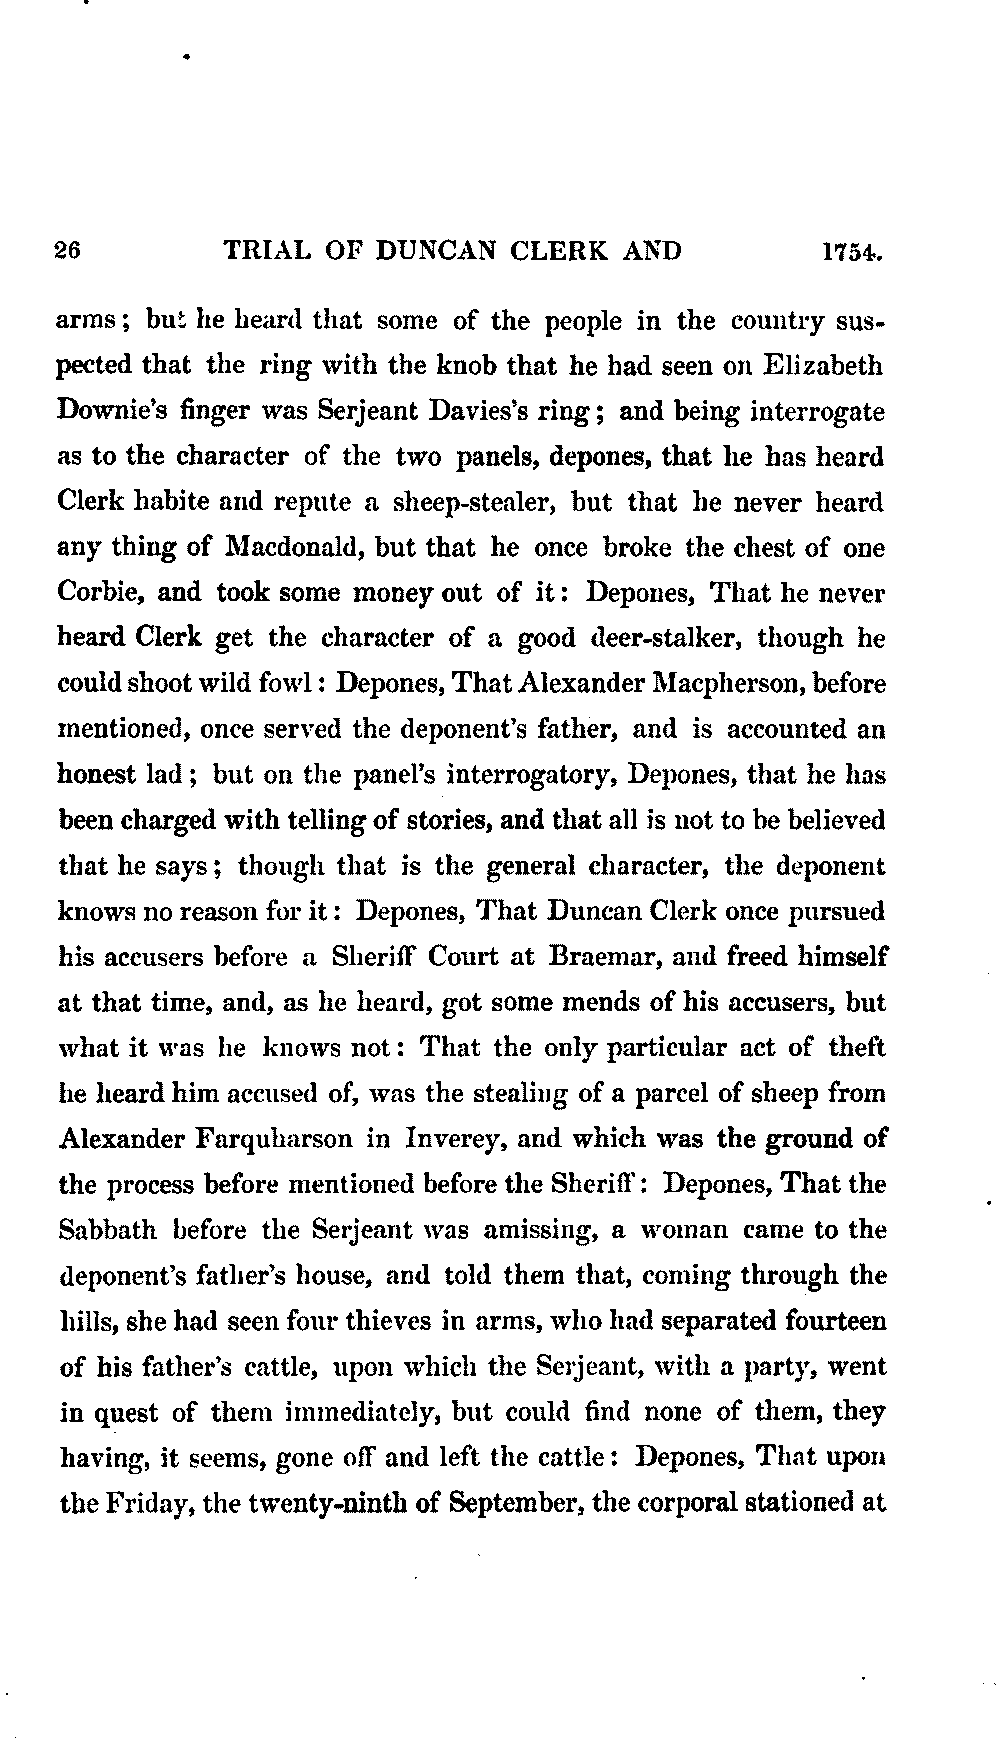 26 TRIAL OF DUNCAN CLERK AND 1754.
arms; but he heard that some of the people in the country sus-
pected that the ring with the knob that he had seen on Elizabeth
Downie's finger was Serjeant Davies's ring; and being interrogate
as to the character of the two panels, depones, that he has heard
Clerk habite and repute a sheep-stealer, but that he never heard
any thing of Macdonald, but that he once broke the chest of one
Corbie, and took some money out of it: Depones, That he never
heard Clerk get the character of a good deer-stalker, though he
could shoot wild fowl: Depones, That Alexander Macpherson, before
mentioned, once served the deponent's father, and is accounted an
honest lad; but on the panel's interrogatory, Depones, that he has
been charged with telling of stories, and that all is not to be believed
that he says; though that is the general character, the deponent
knows no reason for it: Depones, That Duncan Clerk once pursued
his accusers before a Sheriff Court at Braemar, and freed himself
at that time, and, as he heard, got some mends of his accusers, but
what it was he knows not: That the only particular act of theft
he heard him accused of, was the stealing of a parcel of sheep from
Alexander Farquharson in Inverey, and which was the ground of
the process before mentioned before the Sheriff: Depones, That the
Sabbath before the Serjeant was amissing, a woman came to the
deponent's father's house, and told them that, coming through the
hills, she had seen four thieves in arms, who had separated fourteen
of his father's cattle, upon which the Serjeant, with a party, went
in quest of them immediately, but could find none of them, they
having, it seems, gone off and left the cattle: Depones, That upon
the Friday, the twenty-ninth of September, the corporal stationed at